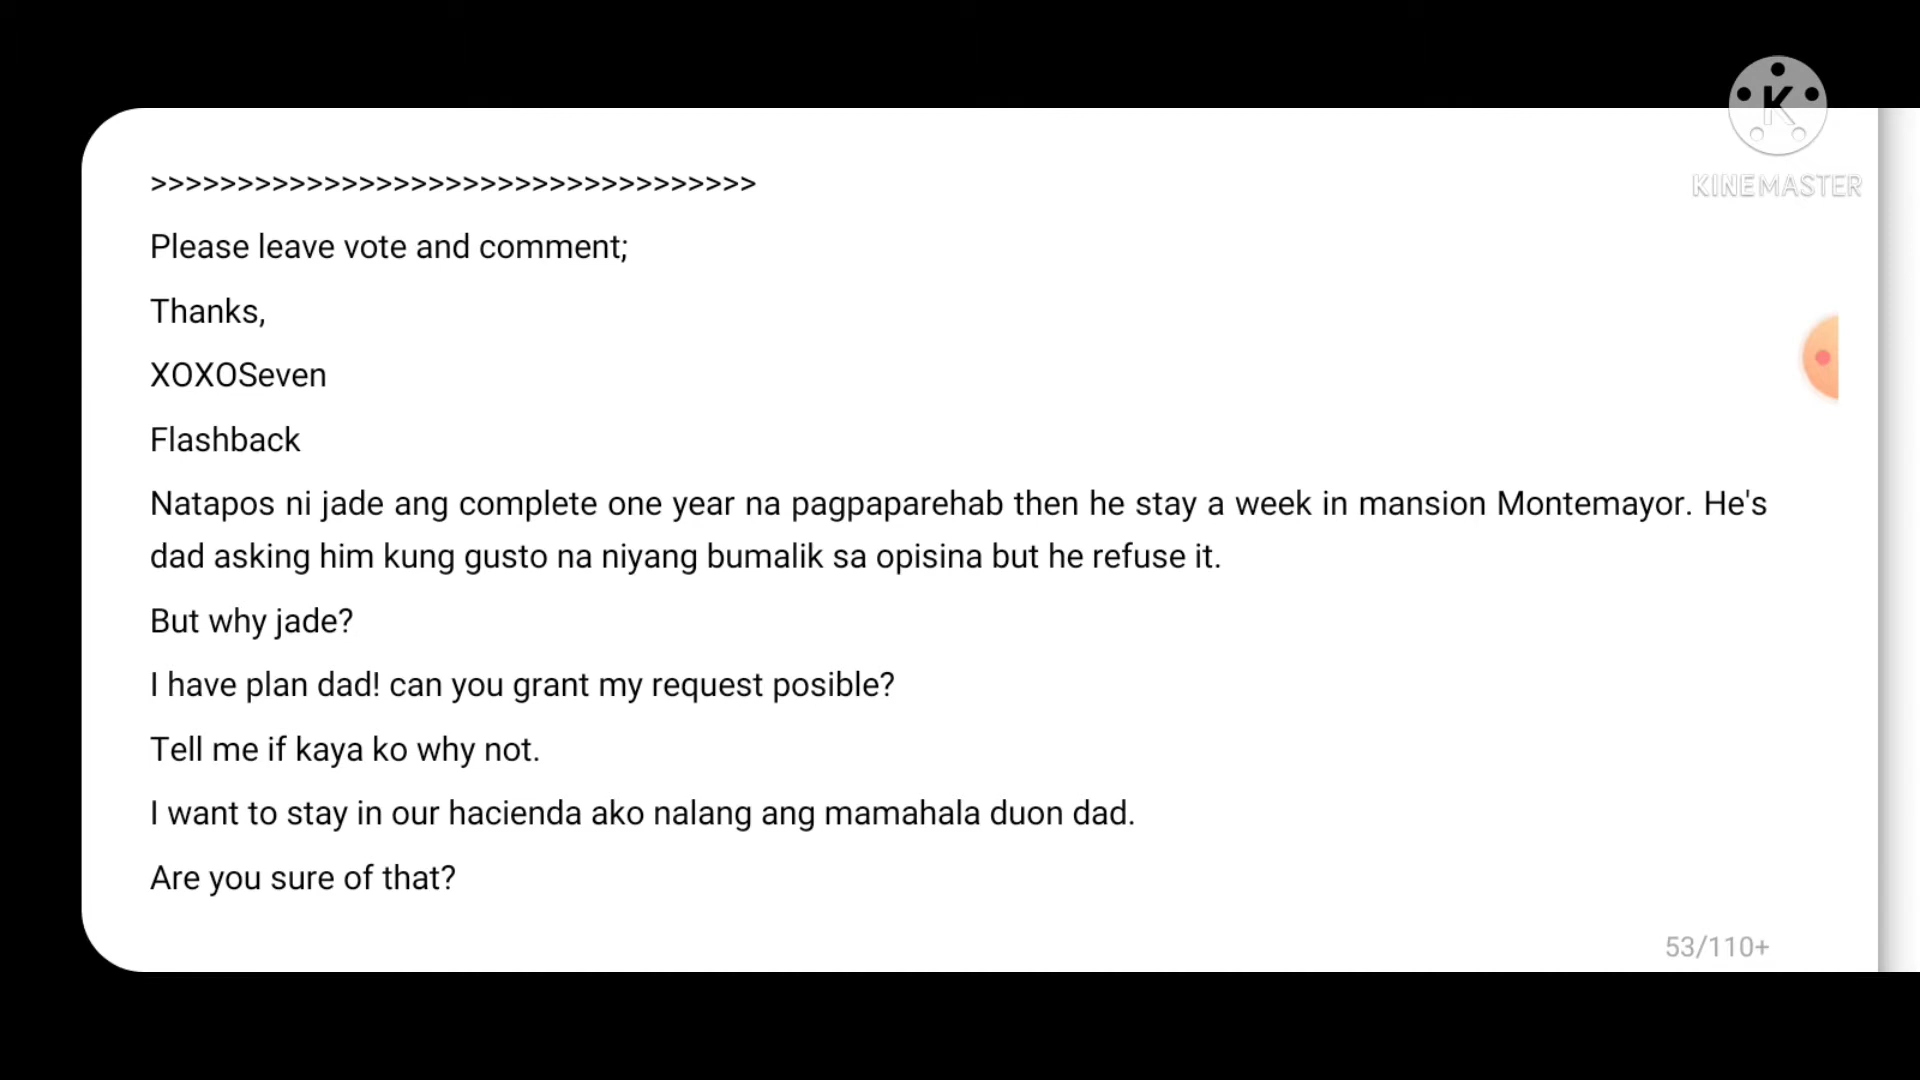 >>>>>>>>>>>>>>>>>>>>>>>>>>>>>>>>>>>
Please leave vote and comment;
Thanks,
XOXOSeven
Flashback
Natapos ni jade ang complete one year na pagpaparehab then he stay a week in mansion Montemayor. He's
dad asking him kung gusto na niyang bumalik sa opisina but he refuse it.
But why jade?
I have plan dad! can you grant my request posible?
Tell me if kaya ko why not.
I want to stay in our hacienda ako nalang ang mamahala duon dad.
Are you sure of that?
53/110+
K
KINEMASTER